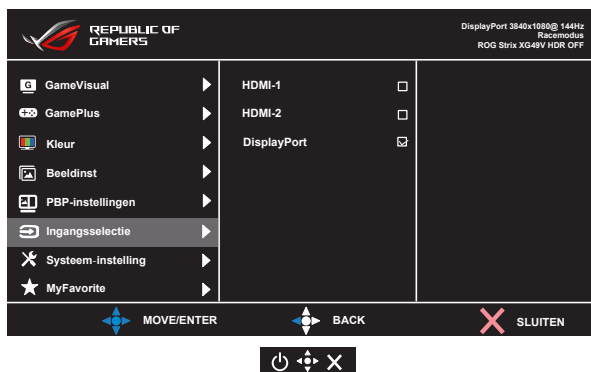 REPUBLIC OF
GAMERS
DisplayPort 3840x1080@ 144Hz
Racemodus
ROG Strix XG49V HDR OFF
G GameVisual
GamePlus
Kleur
Beeldinst
PBP-instellingen
Ingangsselectie
Systeem-instelling
MyFavorite
HDMI-1
HDMI-2
DisplayPort
MOVE/ENTER
BACK
SLUITEN